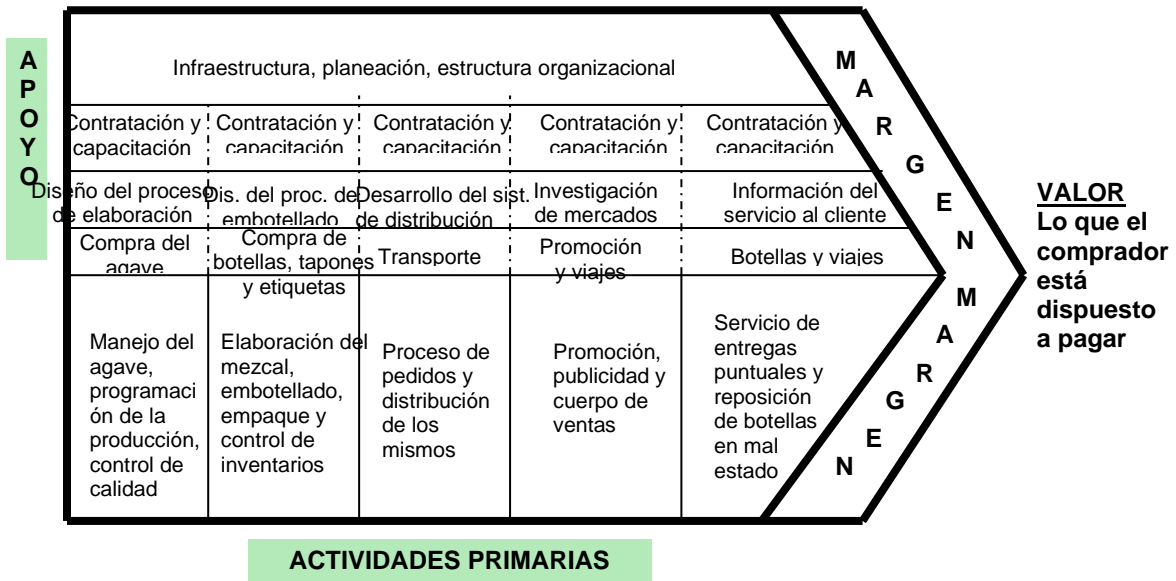 APOYO
Infraestructura, planeación, estructura organizacional
MARGEN
Contratación y
capacitación
Contratación y
capacitación
Contratación y
capacitación
Contratación y
capacitación
Contratación y
capacitación
Diseño del proceso
de elaboración
Dis. del proc. de
embotellado
Desarrollo del sist.
de distribución
Investigación
de mercados
Información del
servicio al cliente
Compra del
agave
Compra de
botellas, tapones
y etiquetas
Transporte
Promoción
y viajes
Botellas y viajes
VALOR
Lo que el
comprador
está
dispuesto
a pagar
Manejo del
agave,
programaci
ón de la
producción,
control de
calidad
Elaboración del
mezcal,
embotellado,
empaque y
control de
inventarios
Proceso de
pedidos y
distribución
de los
mismos
Promoción,
publicidad y
cuerpo de
ventas
Servicio de
entregas
puntuales y
reposición
de botellas
en mal
estado
MARGEN
ACTIVIDADES PRIMARIAS